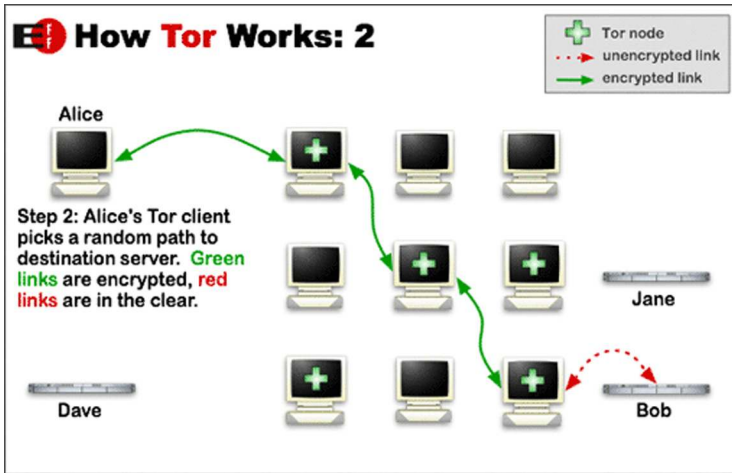 EFF How Tor Works: 2
Tor node
unencrypted link
encrypted link
Alice
Step 2: Alice's Tor client
picks a random path to
destination server. Green
links are encrypted, red
links are in the clear.
Jane
Dave
Bob